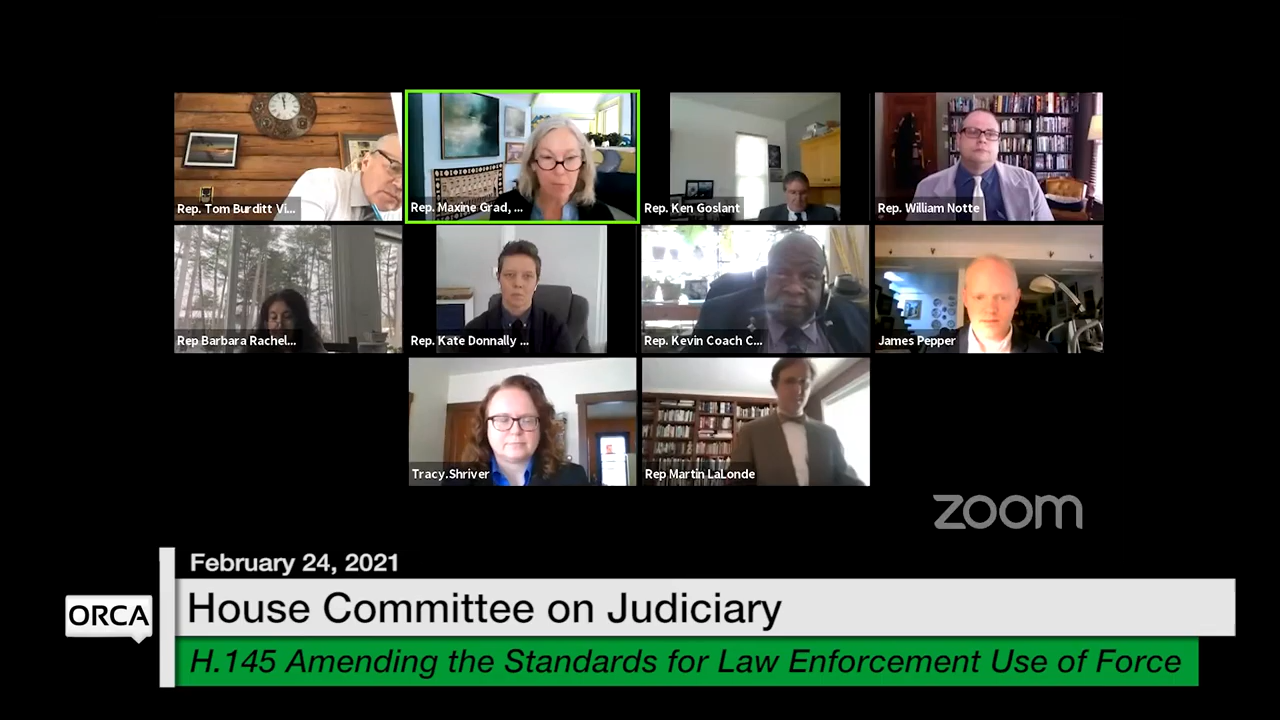 Rep. Tom Burditt Vi...
Rep. Maxine Grad, ...
Rep. Ken Goslant
Rep. William Notte
Rep Barbara Rachel...
Rep. Kate Donnally ...
Rep. Kevin Coach C...
James Pepper
Tracy.Shriver
Rep Martin LaLonde
zoom
February 24, 2021
ORCA
House Committee on Judiciary
H.145 Amending the Standards for Law Enforcement Use of Force